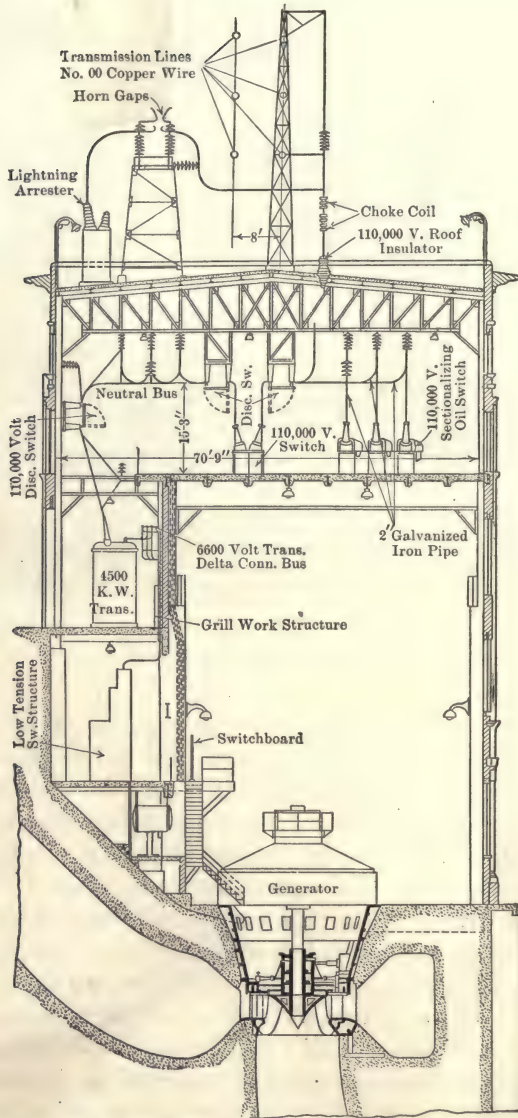 Transmission Lines
No. 00 Copper Wire
Horn Gaps
Lightning
Arrester
8'
Choke Coil
110,000 V. Roof
Insulator
Neutral Bus
Disc. Sw.
110,000 Volt
Disc. Switch
15'-3"
70'9"
110,000 V.
Switch
110,000 V.
Sectionalizing
Oil Switch
2" Galvanized
Iron Pipe
6600 Volt Trans.
Delta Conn. Bus
4500
K.W.
Trans.
Grill Work Structure
Low Tension
Sw. Structure
I
Switchboard
Generator